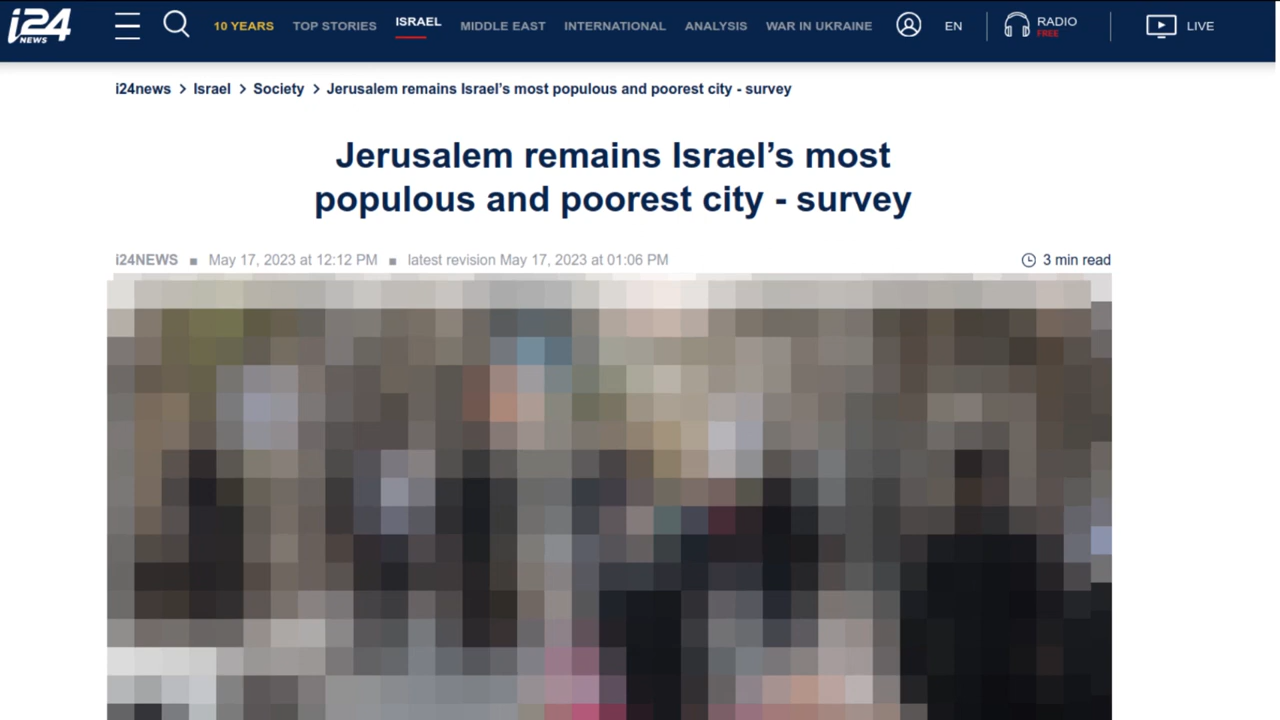 i24 NEWS
10 YEARS TOP STORIES ISRAEL MIDDLE EAST INTERNATIONAL ANALYSIS WAR IN UKRAINE EN RADIO FREE LIVE
i24news > Israel > Society > Jerusalem remains Israel’s most populous and poorest city - survey
Jerusalem remains Israel’s most
populous and poorest city - survey
i24NEWS ■ May 17, 2023 at 12:12 PM ■ latest revision May 17, 2023 at 01:06 PM 3 min read